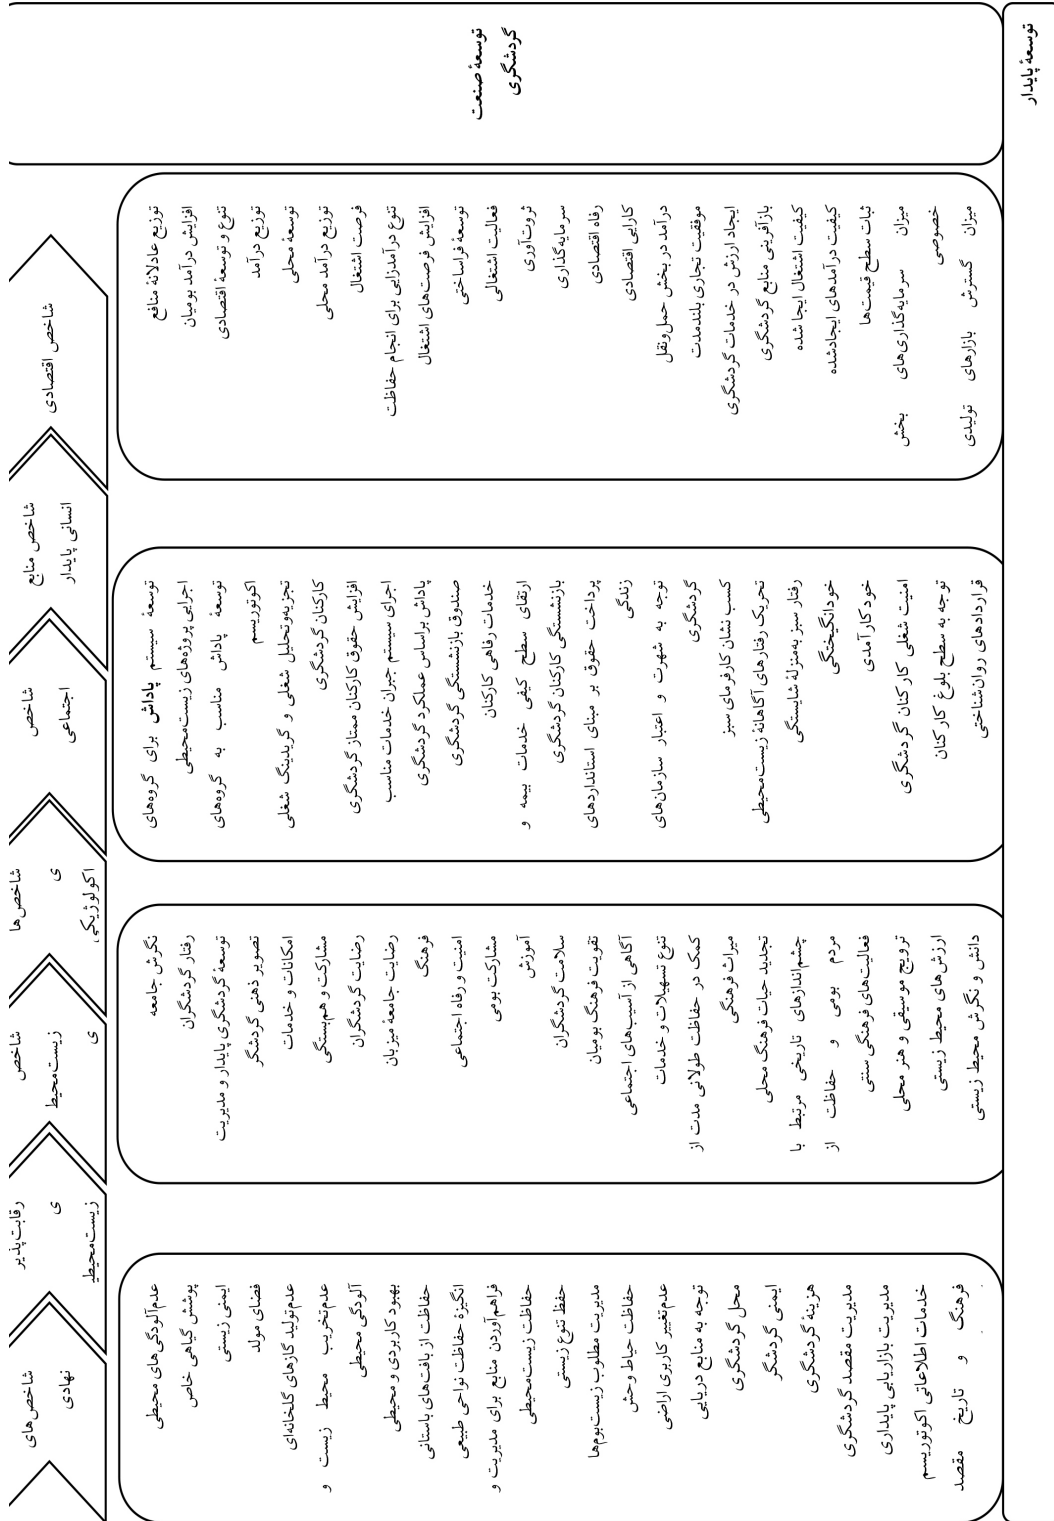 توسعهٔ پایدار
توسعهٔ صنعت
گردشگری
شاخص اقتصادی
شاخص منابع
انسانی پایدار
شاخص
اجتماعی
شاخص‌ها
ی
اکولوژیکی
شاخص
زیست‌محیط
ی
رقابت‌پذیر
ی
زیست‌محیط
شاخص‌های
نهادی
توزیع عادلانهٔ منافع
افزایش درآمد بومیان
تنوع و توسعهٔ اقتصادی
توزیع درآمد
توسعهٔ محلی
توزیع درآمد محلی
فرصت اشتغال
تنوع درآمدزایی برای انجام حفاظت
افزایش فرصت‌های اشتغال
توسعهٔ فراساختی
فعالیت اشتغالی
ثروت‌آوری
سرمایه‌گذاری
رفاه اقتصادی
کارایی اقتصادی
درآمد در بخش حمل‌ونقل
موفقیت تجاری بلندمدت
ایجاد ارزش در خدمات گردشگری
بازآفرینی منابع گردشگری
کیفیت اشتغال ایجا شده
کیفیت درآمدهای ایجادشده
ثبات سطح قیمت‌ها
میزان سرمایه‌گذاری‌های بخش
خصوصی
میزان گسترش بازارهای تولیدی
توسعهٔ سیستم پاداش برای گروه‌های
اجرایی پروژه‌های زیست‌محیطی
توسعهٔ پاداش مناسب به گروه‌های
اکوتوریسم
تجزیه‌وتحلیل شغلی و گریدینگ شغلی
کارکنان گردشگری
افزایش حقوق کارکنان ممتاز گردشگری
اجرای سیستم جبران خدمات مناسب
پاداش براساس عملکرد گردشگری
صندوق بازنشستگی گردشگری
خدمات رفاهی کارکنان
ارتقای سطح کیفی خدمات بیمه و
بازنشستگی کارکنان گردشگری
پرداخت حقوق بر مبنای استانداردهای
زندگی
توجه به شهرت و اعتبار سازمان‌های
گردشگری
کسب نشان کارفرمای سبز
تحریک رفتارهای آگاهانهٔ زیست‌محیطی
رفتار سبز به‌منزلهٔ شایستگی
خودانگیختگی
خودکارآمدی
امنیت شغلی کارکنان گردشگری
توجه به سطح بلوغ کارکنان
قراردادهای روان‌شناختی
نگرش جامعه
رفتار گردشگران
توسعهٔ گردشگری پایدار و مدیریت
تصویر ذهنی گردشگر
امکانات و خدمات
مشارکت و هم‌بستگی
رضایت گردشگران
رضایت جامعهٔ میزبان
فرهنگ
امنیت و رفاه اجتماعی
مشارکت بومی
آموزش
سلامت گردشگران
تقویت فرهنگ بومیان
آگاهی از آسیب‌های اجتماعی
تنوع تسهیلات و خدمات
کمک در حفاظت طولانی مدت از
میراث فرهنگی
تجدید حیات فرهنگ محلی
چشم‌اندازهای تاریخی مرتبط با
مردم بومی و حفاظت از
فعالیت‌های فرهنگی سنتی
ترویج موسیقی و هنر محلی
ارزش‌های محیط زیستی
دانش و نگرش محیط زیستی
عدم‌آلودگی‌های محیطی
پوشش گیاهی خاص
ایمنی زیستی
فضای مولد
عدم‌تولید گازهای گلخانه‌ای
عدم‌تخریب محیط زیست و
آلودگی محیطی
بهبود کاربردی و محیطی
حفاظت از بافت‌های باستانی
انگیزهٔ حفاظت نواحی طبیعی
فراهم‌آوردن منابع برای مدیریت و
حفاظت زیست‌محیطی
حفظ تنوع زیستی
مدیریت مطلوب زیست‌بوم‌ها
حفاظت حیاط وحش
عدم‌تغییر کاربری اراضی
توجه به منابع دریایی
محل گردشگری
ایمنی گردشگر
هزینهٔ گردشگری
مدیریت مقصد گردشگری
مدیریت بازاریابی پایداری
خدمات اطلاعاتی اکوتوریسم
فرهنگ و تاریخ مقصد